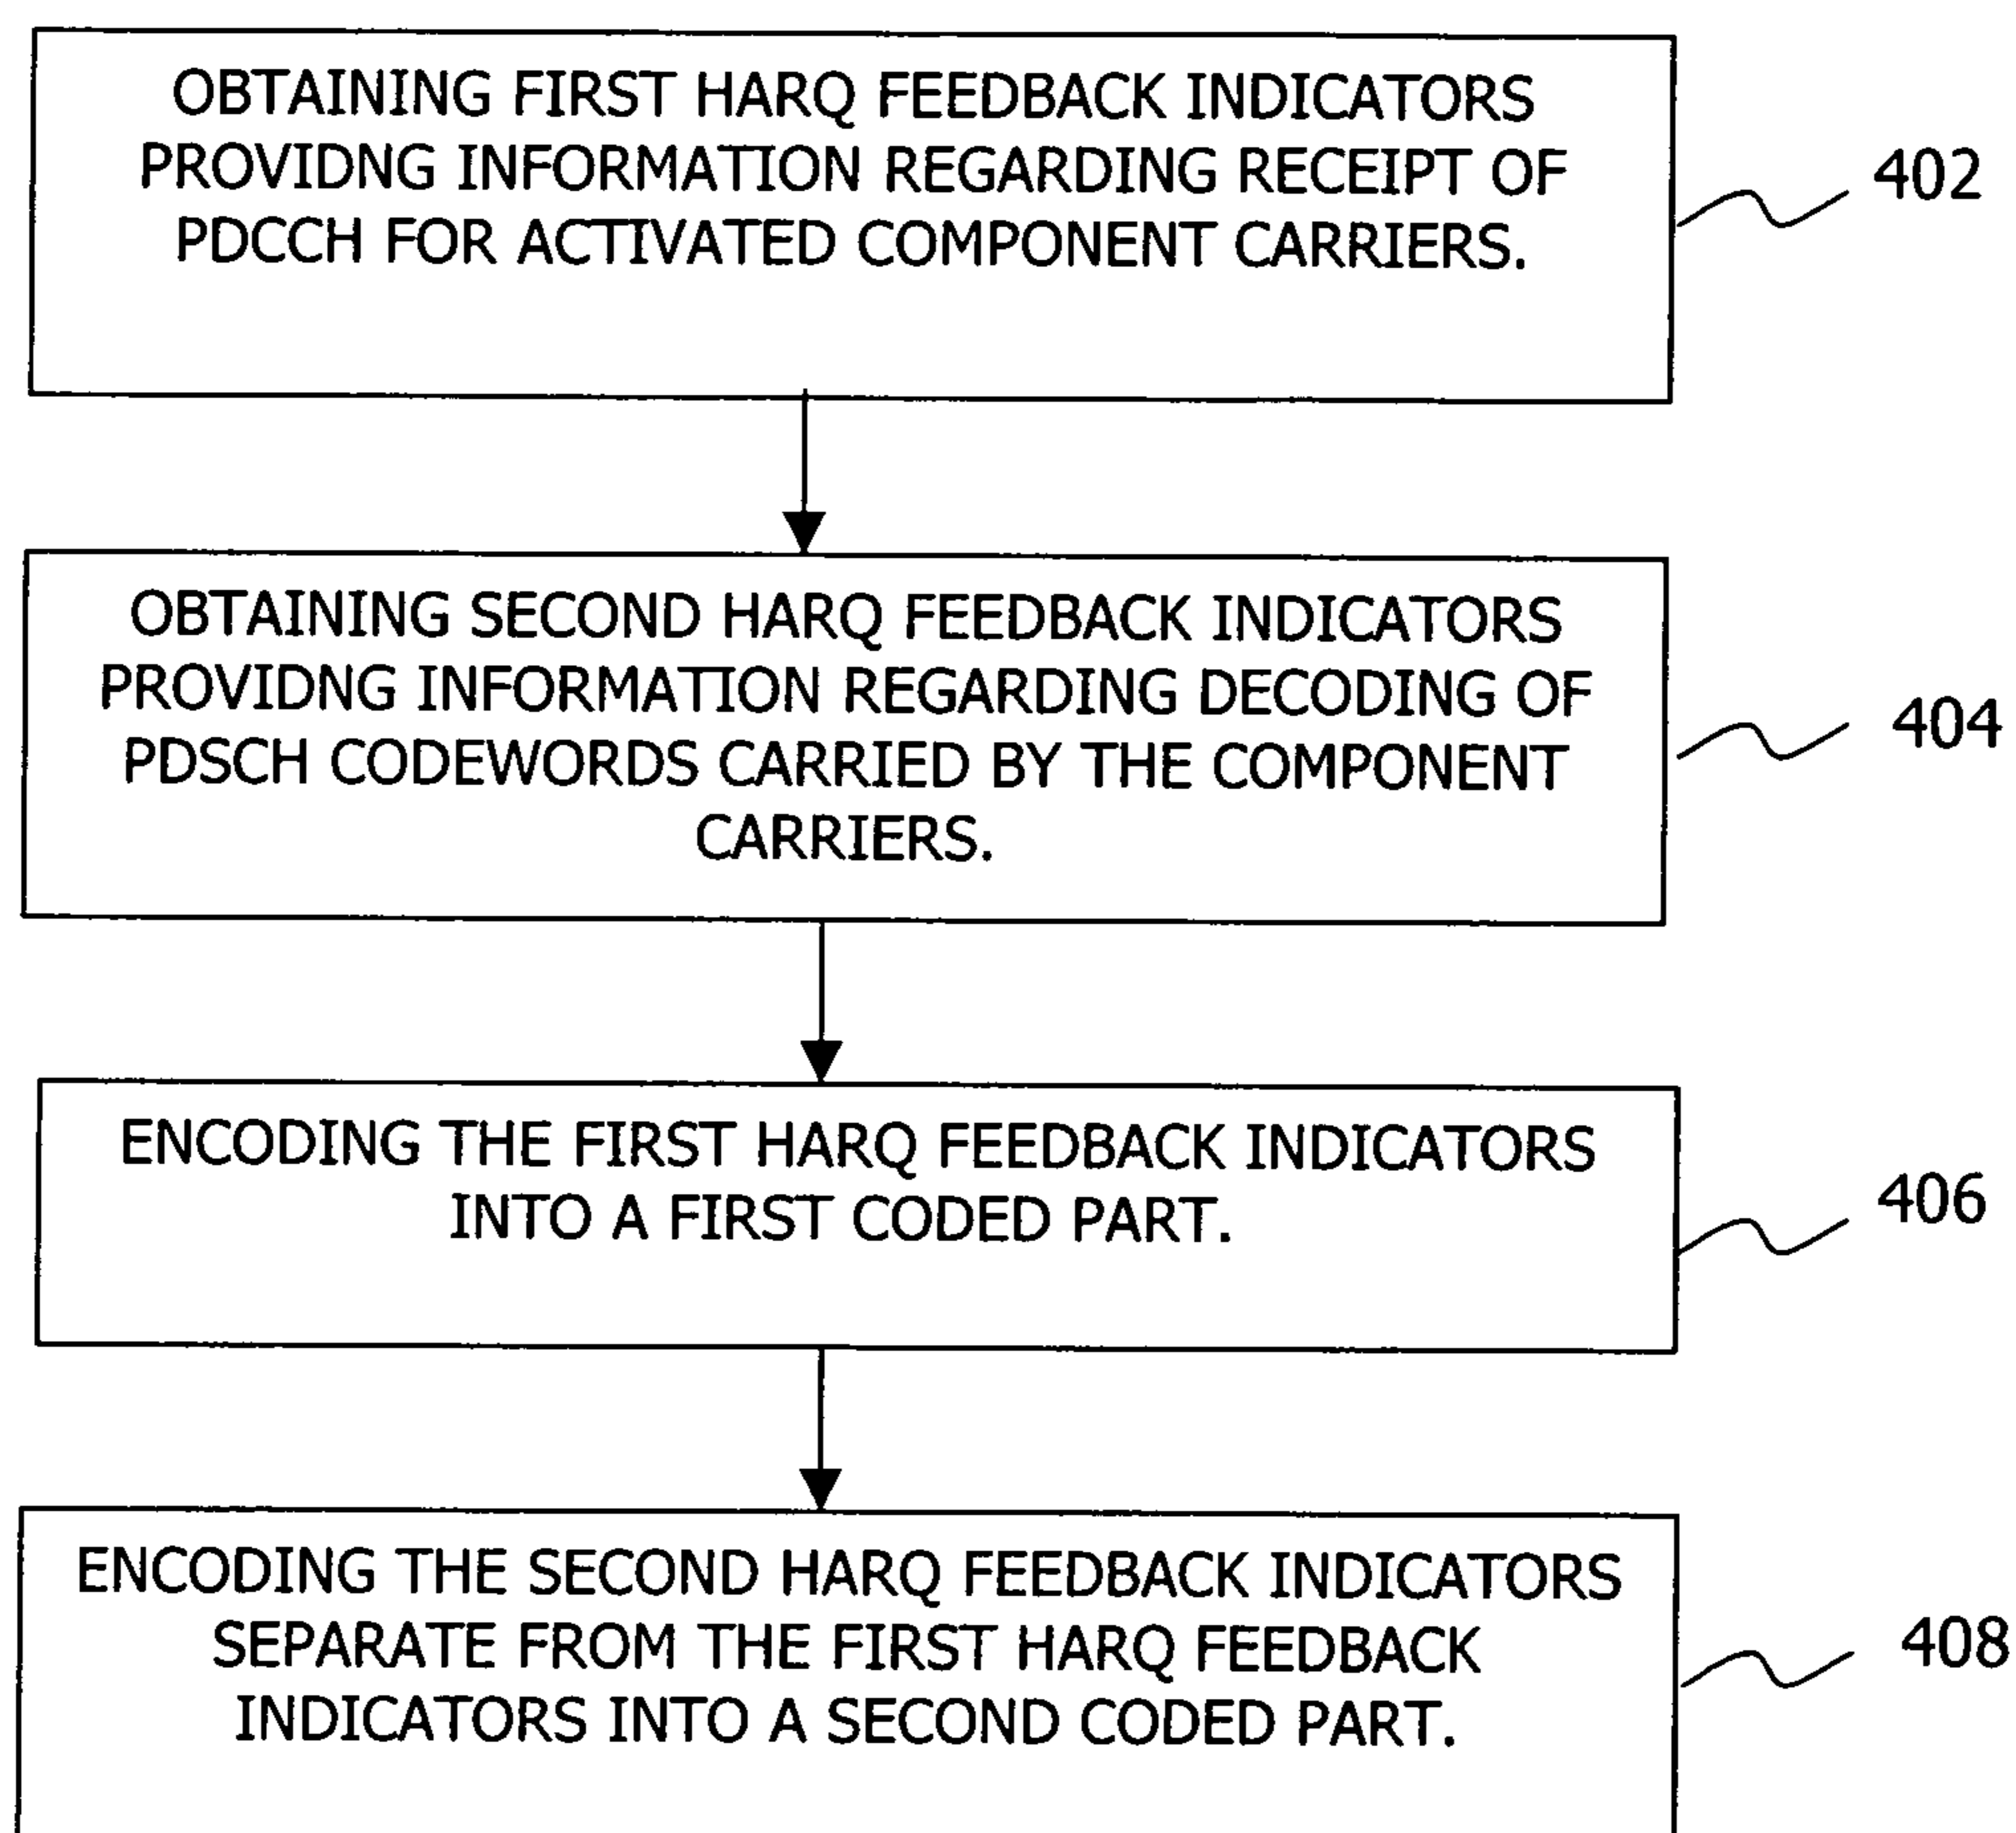 OBTAINING FIRST HARQ FEEDBACK INDICATORS
PROVIDNG INFORMATION REGARDING RECEIPT OF
PDCCH FOR ACTIVATED COMPONENT CARRIERS.
402
OBTAINING SECOND HARQ FEEDBACK INDICATORS
PROVIDNG INFORMATION REGARDING DECODING OF
PDSCH CODEWORDS CARRIED BY THE COMPONENT
CARRIERS.
404
ENCODING THE FIRST HARQ FEEDBACK INDICATORS
INTO A FIRST CODED PART.
406
ENCODING THE SECOND HARQ FEEDBACK INDICATORS
SEPARATE FROM THE FIRST HARQ FEEDBACK
INDICATORS INTO A SECOND CODED PART.
408